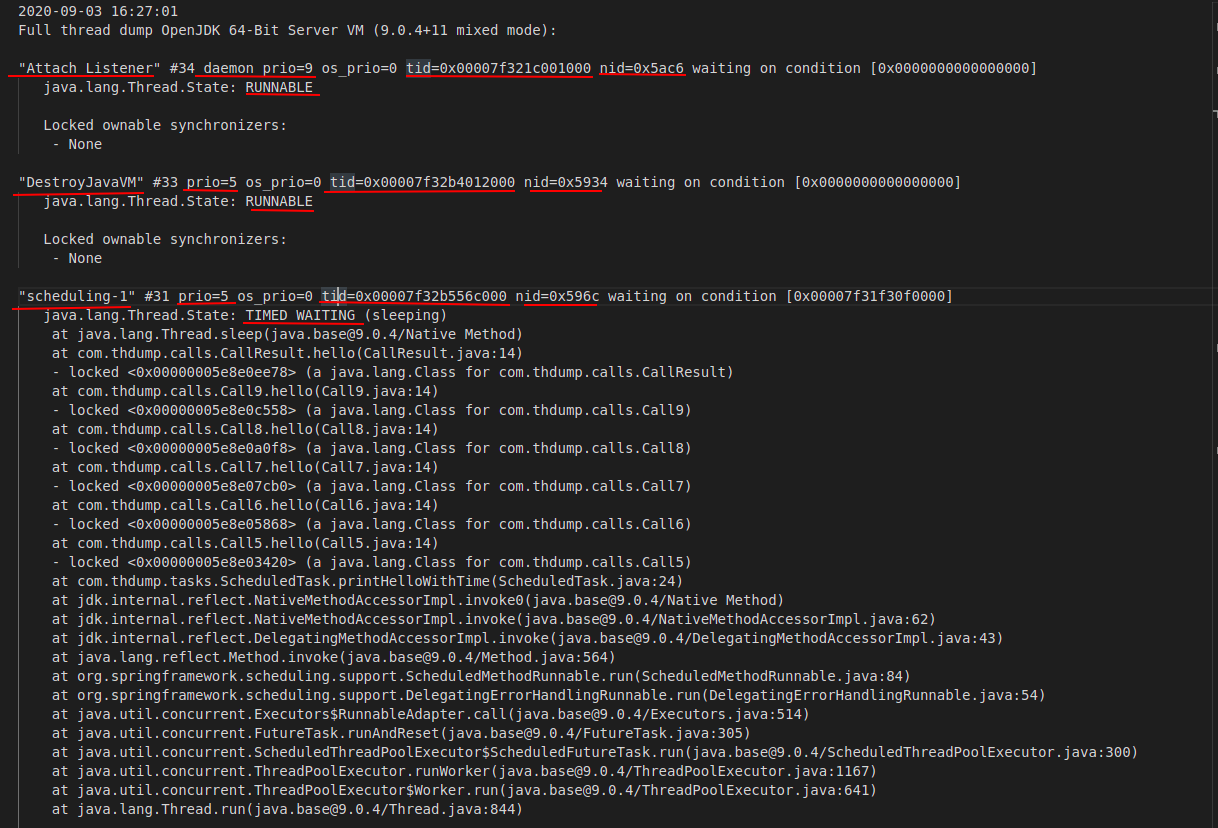 2020-09-03 16:27:01
Full thread dump OpenJDK 64-Bit Server VM (9.0.4+11 mixed mode):
"Attach Listener" #34 daemon prio=9 os_prio=0 tid=0x00007f321c001000 nid=0x5ac6 waiting on condition [0x0000000000000000]
java.lang.Thread.State: RUNNABLE
Locked ownable synchronizers:
- None
"DestroyJavaVM" #33 prio=5 os_prio=0 tid=0x00007f32b4012000 nid=0x5934 waiting on condition [0x0000000000000000]
java.lang.Thread.State: RUNNABLE
Locked ownable synchronizers:
- None
"scheduling-1" #31 prio=5 os_prio=0 tid=0x00007f32b556c000 nid=0x596c waiting on condition [0x00007f31f30f0000]
java.lang.Thread.State: TIMED_WAITING (sleeping)
at java.lang.Thread.sleep(java.base@9.0.4/Native Method)
at com.thdump.calls.CallResult.hello(CallResult.java:14)
- locked <0x00000005e8e0ee78> (a java.lang.Class for com.thdump.calls.CallResult)
at com.thdump.calls.Call9.hello(Call9.java:14)
- locked <0x00000005e8e0c558> (a java.lang.Class for com.thdump.calls.Call9)
at com.thdump.calls.Call8.hello(Call8.java:14)
- locked <0x00000005e8e0a0f8> (a java.lang.Class for com.thdump.calls.Call8)
at com.thdump.calls.Call7.hello(Call7.java:14)
- locked <0x00000005e8e07cb0> (a java.lang.Class for com.thdump.calls.Call7)
at com.thdump.calls.Call6.hello(Call6.java:14)
- locked <0x00000005e8e05868> (a java.lang.Class for com.thdump.calls.Call6)
at com.thdump.calls.Call5.hello(Call5.java:14)
- locked <0x00000005e8e03420> (a java.lang.Class for com.thdump.calls.Call5)
at com.thdump.tasks.ScheduledTask.printHelloWithTime(ScheduledTask.java:24)
at jdk.internal.reflect.NativeMethodAccessorImpl.invoke0(java.base@9.0.4/Native Method)
at jdk.internal.reflect.NativeMethodAccessorImpl.invoke(java.base@9.0.4/NativeMethodAccessorImpl.java:62)
at jdk.internal.reflect.DelegatingMethodAccessorImpl.invoke(java.base@9.0.4/DelegatingMethodAccessorImpl.java:43)
at java.lang.reflect.Method.invoke(java.base@9.0.4/Method.java:564)
at org.springframework.scheduling.support.ScheduledMethodRunnable.run(ScheduledMethodRunnable.java:84)
at org.springframework.scheduling.support.DelegatingErrorHandlingRunnable.run(DelegatingErrorHandlingRunnable.java:54)
at java.util.concurrent.Executors$RunnableAdapter.call(java.base@9.0.4/Executors.java:514)
at java.util.concurrent.FutureTask.runAndReset(java.base@9.0.4/FutureTask.java:305)
at java.util.concurrent.ScheduledThreadPoolExecutor$ScheduledFutureTask.run(java.base@9.0.4/ScheduledThreadPoolExecutor.java:300)
at java.util.concurrent.ThreadPoolExecutor.runWorker(java.base@9.0.4/ThreadPoolExecutor.java:1167)
at java.util.concurrent.ThreadPoolExecutor$Worker.run(java.base@9.0.4/ThreadPoolExecutor.java:641)
at java.lang.Thread.run(java.base@9.0.4/Thread.java:844)